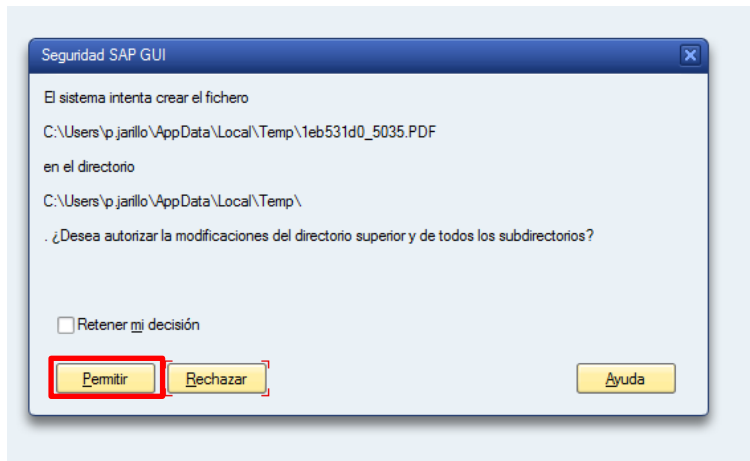 Seguridad SAP GUI
El sistema intenta crear el fichero
C:\Users\p.jarillo\AppData\Local\Temp\1eb531d0_5035.PDF
en el directorio
C:\Users\p.jarillo\AppData\Local\Temp\
. ¿Desea autorizar la modificaciones del directorio superior y de todos los subdirectorios?
Retener mi decisión
Permitir Rechazar Ayuda